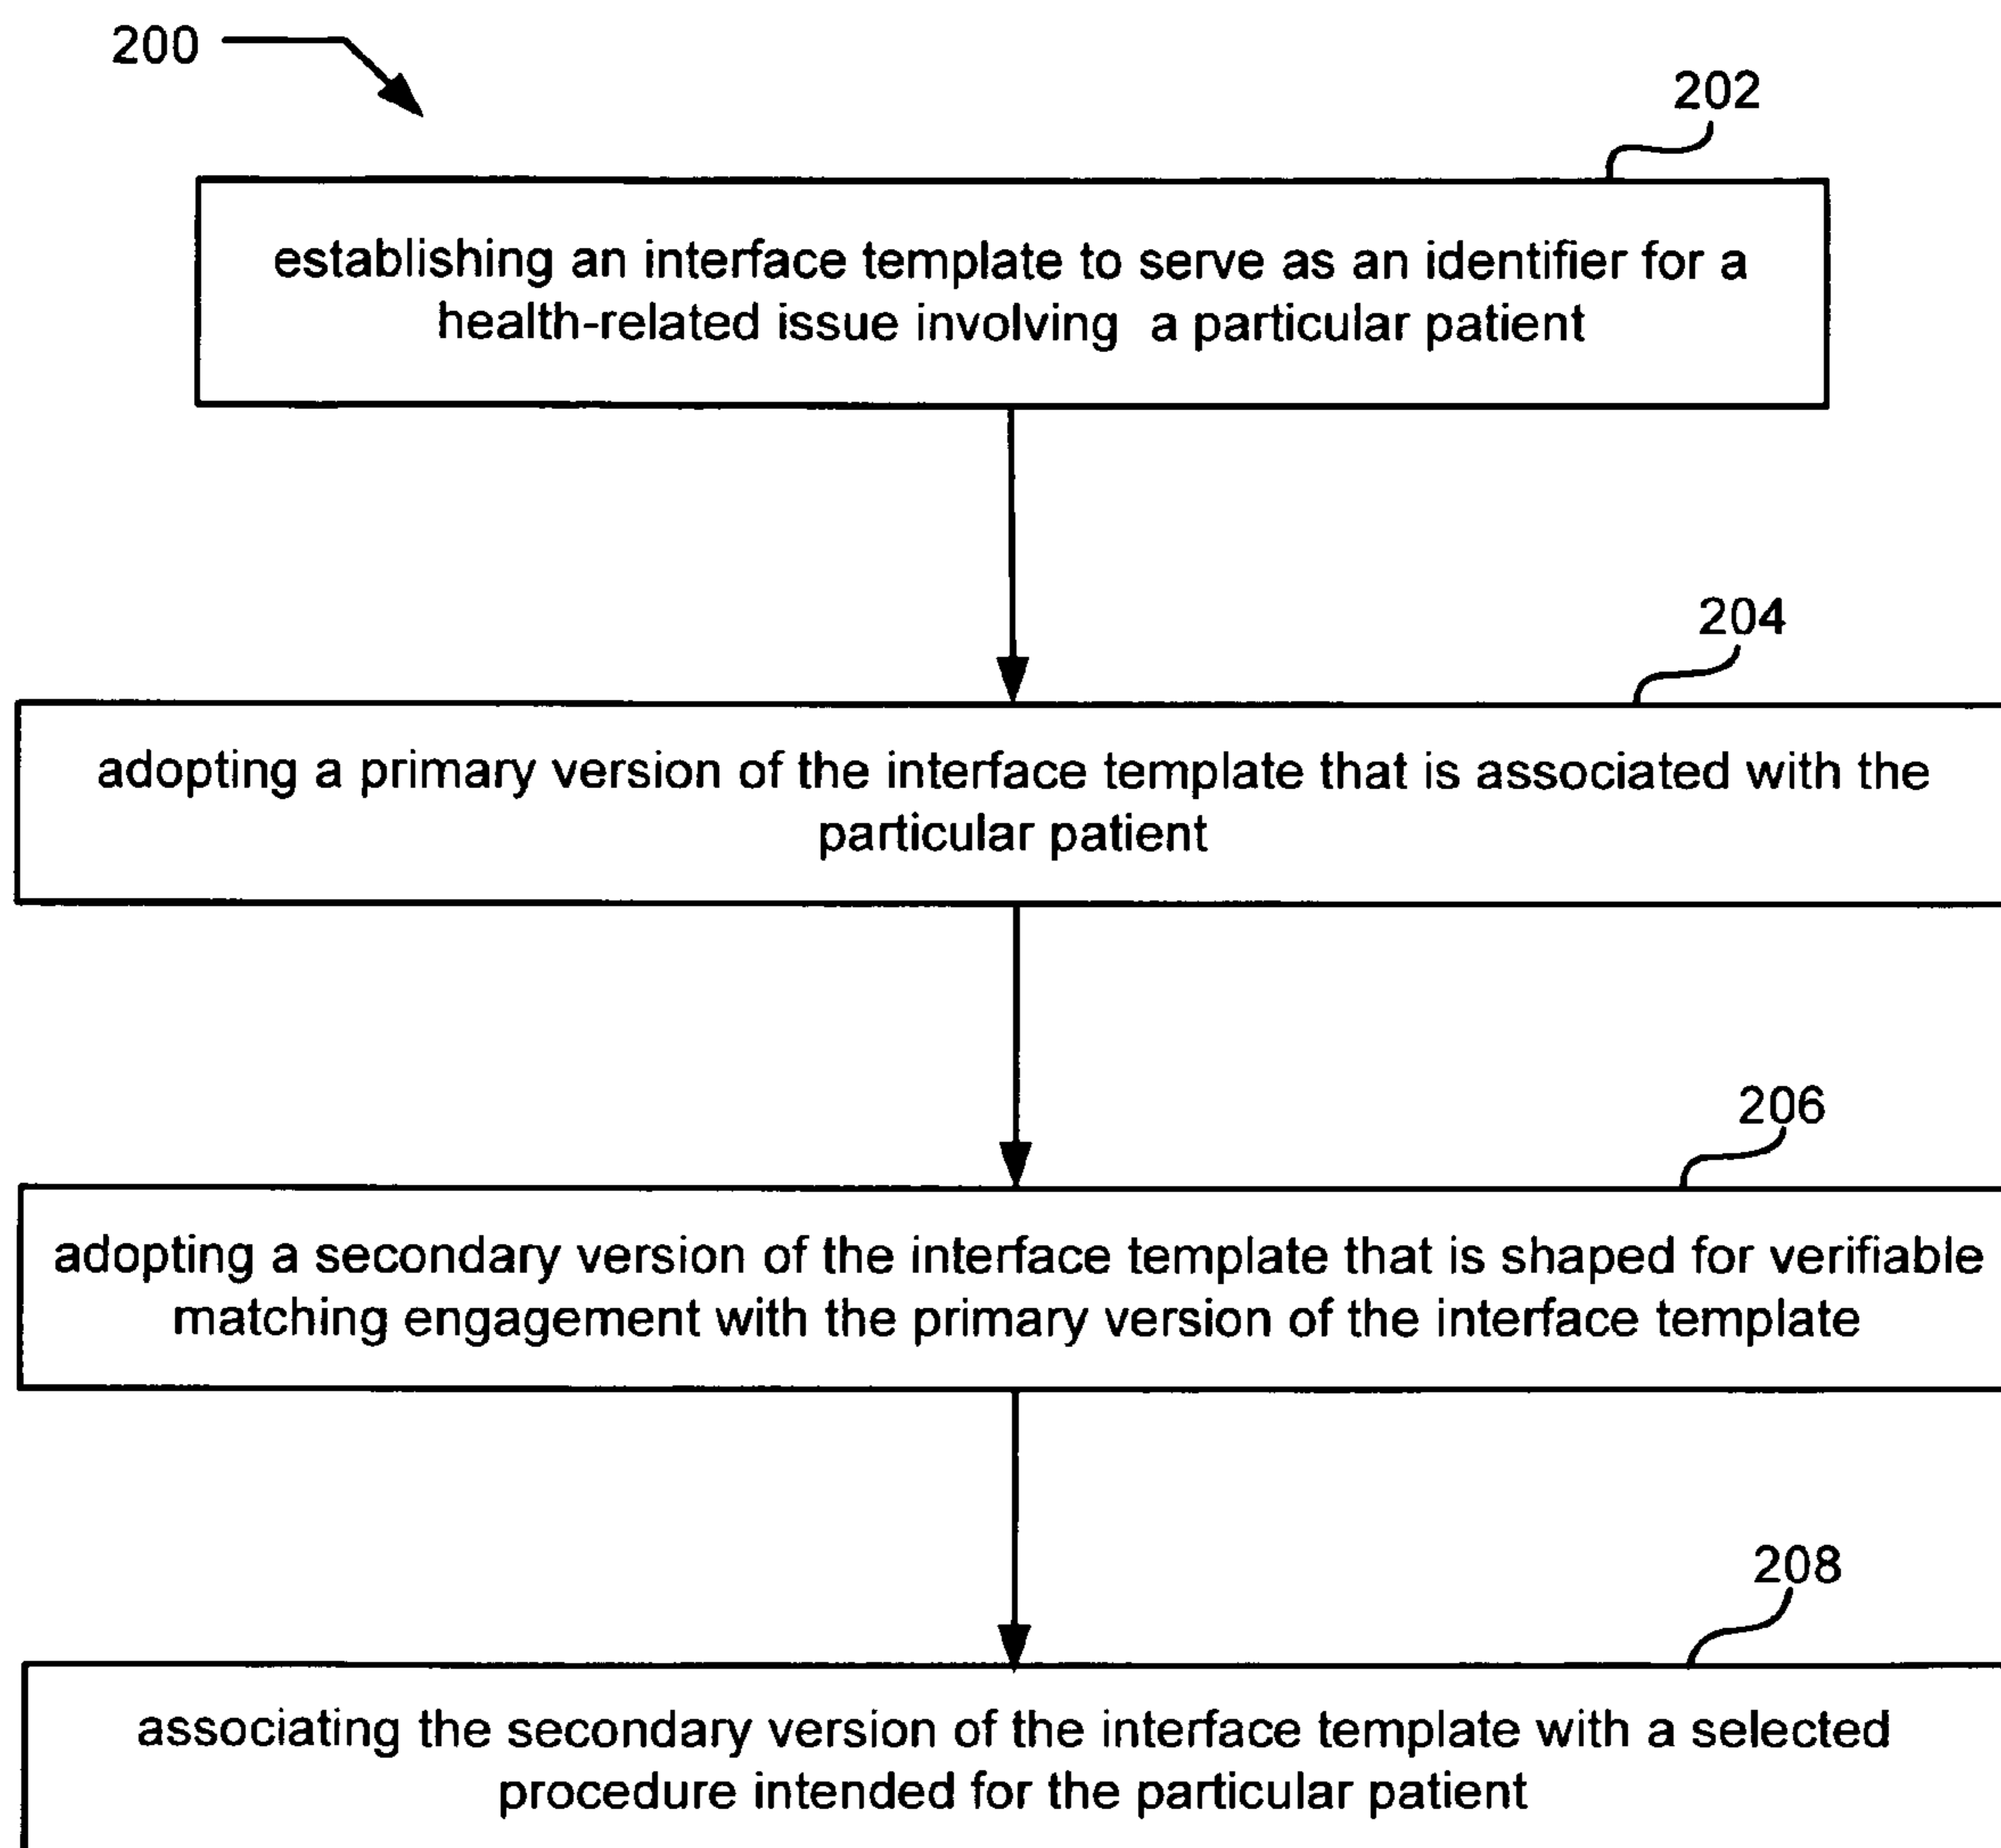 200
202
establishing an interface template to serve as an identifier for a
health-related issue involving a particular patient
204
adopting a primary version of the interface template that is associated with the
particular patient
206
adopting a secondary version of the interface template that is shaped for verifiable
matching engagement with the primary version of the interface template
208
associating the secondary version of the interface template with a selected
procedure intended for the particular patient